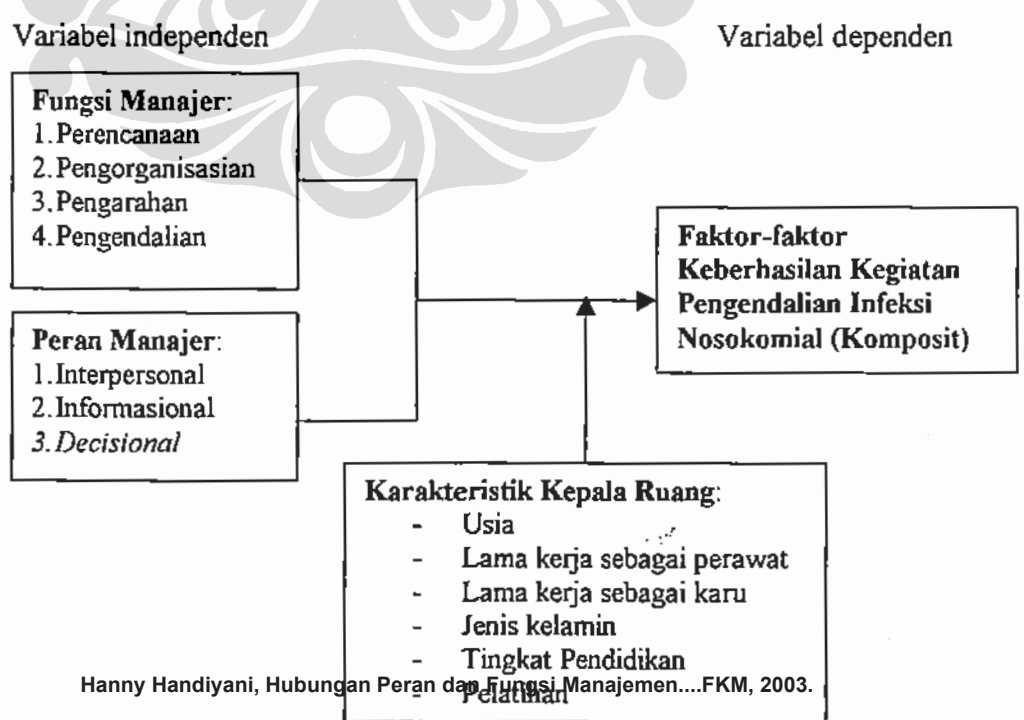 Variabel independen
Variabel dependen
Fungsi Manajer:
1.Perencanaan
2.Pengorganisasian
3.Pengarahan
4.Pengendalian
Peran Manajer:
1.Interpersonal
2.Informasional
3.Decisional
Faktor-faktor
Keberhasilan Kegiatan
Pengendalian Infeksi
Nosokomial (Komposit)
Karakteristik Kepala Ruang:
- Usia
- Lama kerja sebagai perawat
- Lama kerja sebagai karu
- Jenis kelamin
- Tingkat Pendidikan
- Pelatihan
Hanny Handiyani, Hubungan Peran dan Fungsi Manajemen....FKM, 2003.